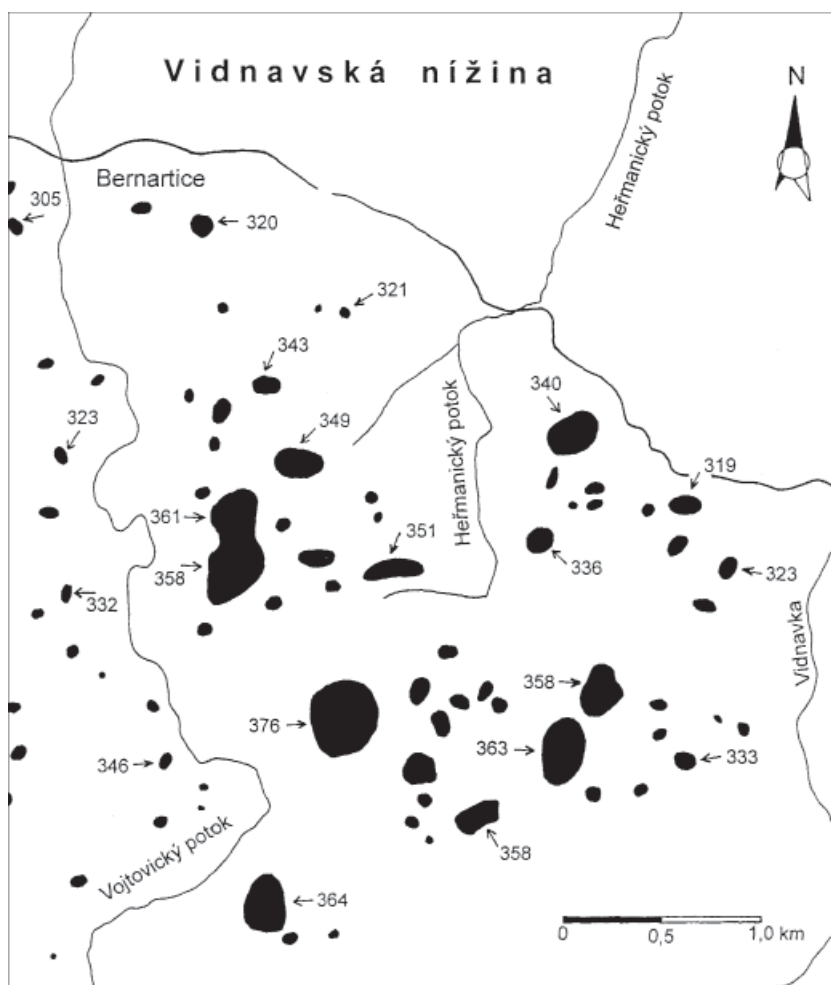 Vidnavská nížina
N
Heřmanický potok
Bernartice
305
320
321
343
340
349
323
319
361
351
Heřmanický potok
358
336
323
332
Vidnavka
358
376
363
333
346
358
Vojtovický potok
364
0
0,5
1,0 km